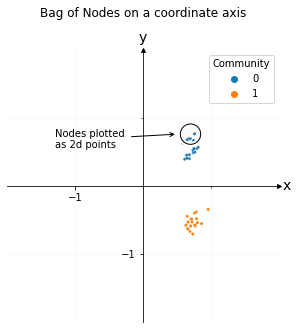 Bag of Nodes on a coordinate axis
y
Community
0
1
Nodes plotted
as 2d points
x
−1
−1